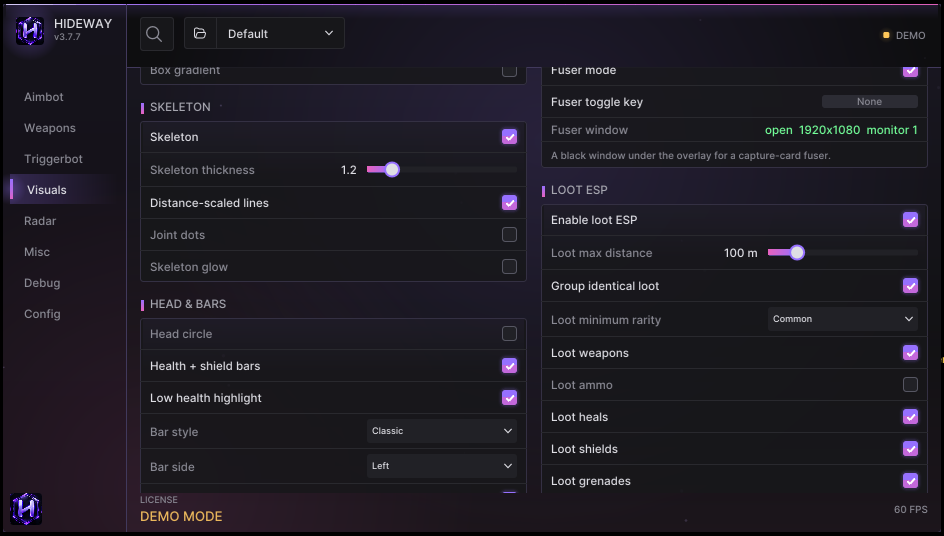 HIDEWAY
v3.7.7
Default
DEMO
Aimbot
Weapons
Triggerbot
Visuals
Radar
Misc
Debug
Config
Box gradient
SKELETON
Skeleton
Skeleton thickness 1.2
Distance-scaled lines
Joint dots
Skeleton glow
HEAD & BARS
Head circle
Health + shield bars
Low health highlight
Bar style Classic
Bar side Left
Fuser mode
Fuser toggle key None
Fuser window open 1920x1080 monitor 1
A black window under the overlay for a capture-card fuser.
LOOT ESP
Enable loot ESP
Loot max distance 100 m
Group identical loot
Loot minimum rarity Common
Loot weapons
Loot ammo
Loot heals
Loot shields
Loot grenades
LICENSE
DEMO MODE
60 FPS